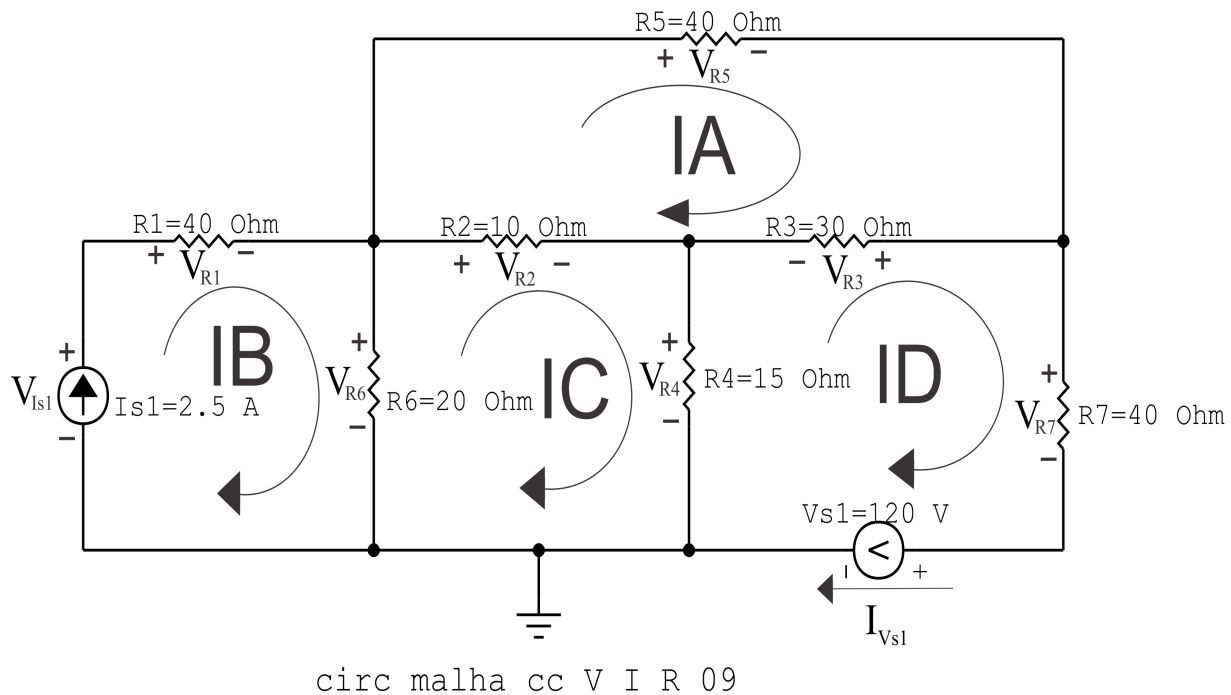 R5=40 Ohm
+ VR5 −
IA
R1=40 Ohm
+ VR1 −
R2=10 Ohm
+ VR2 −
R3=30 Ohm
− VR3 +
IB
IC
ID
+
VIs1
−
Is1=2.5 A
+
VR6
−
R6=20 Ohm
+
VR4
−
R4=15 Ohm
+
VR7
−
R7=40 Ohm
Vs1=120 V
<
− +
IVs1
circ malha cc V I R 09